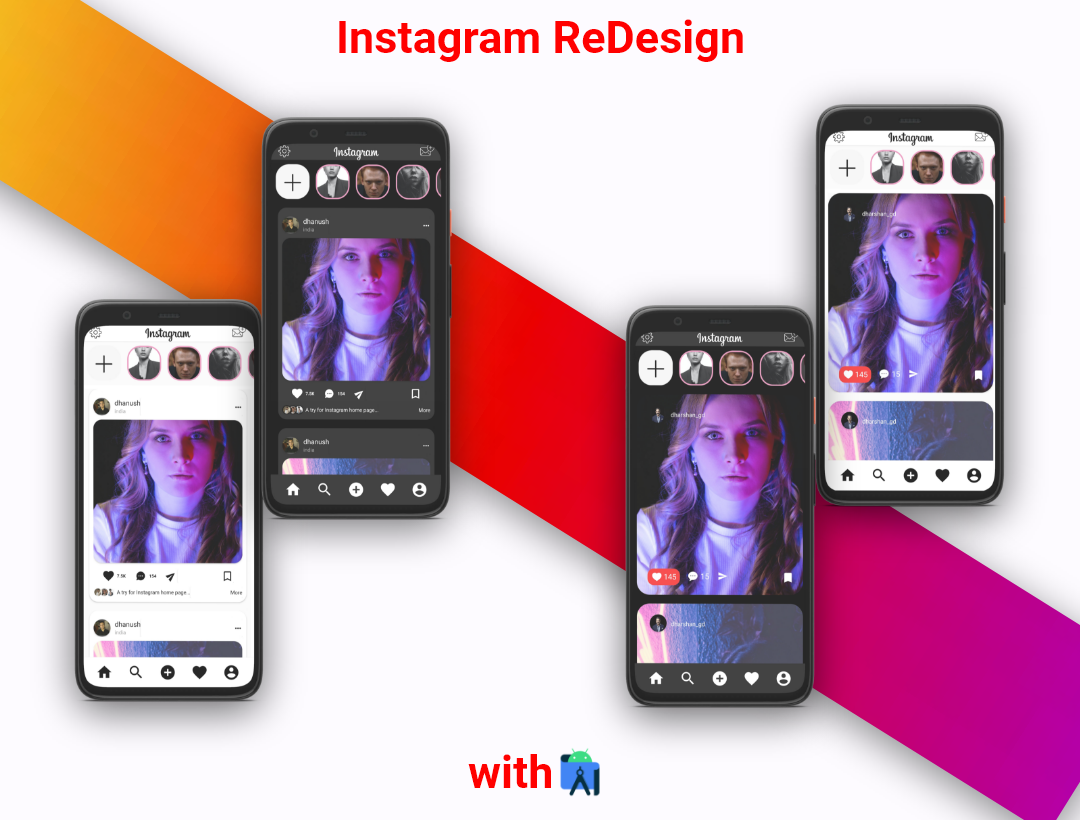 Instagram ReDesign
Instagram
dhanush
india
7.5K
154
A try for Instagram home page...
More
dhanush
india
Instagram
dhanush
india
7.5K
154
A try for Instagram home page...
More
dhanush
india
Instagram
dharshan_gd
145
15
dharshan_gd
Instagram
dharshan_gd
145
15
dharshan_gd
with